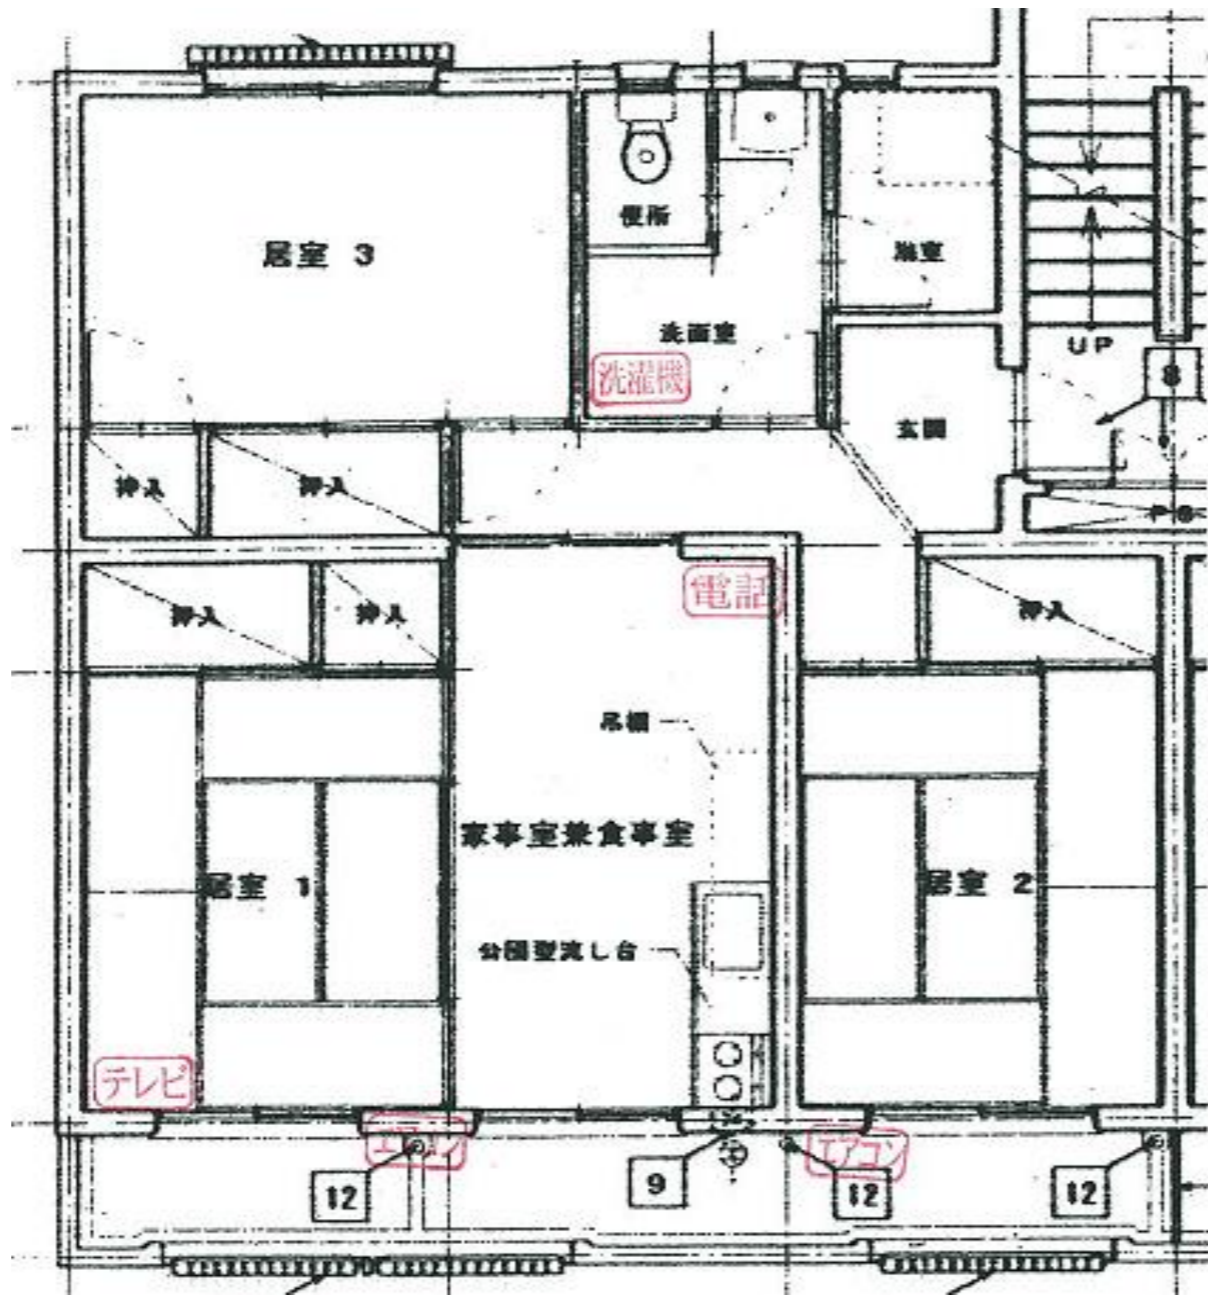 便所
居室 3
浴室
洗面室
UP
洗濯機
8
玄関
押入
押入
PS
押入
押入
電話
押入
吊棚
家事室兼食事室
居室 1
居室 2
公団型流し台
テレビ
エアコン
エアコン
12
9
12
12